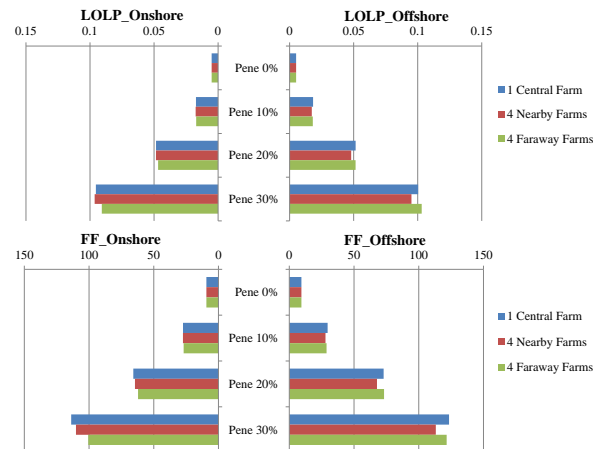 LOLP_Onshore
0.15 0.1 0.05 0
LOLP_Offshore
0 0.05 0.1 0.15
Pene 0%
Pene 10%
Pene 20%
Pene 30%
1 Central Farm
4 Nearby Farms
4 Faraway Farms
FF_Onshore
150 100 50 0
FF_Offshore
0 50 100 150
Pene 0%
Pene 10%
Pene 20%
Pene 30%
1 Central Farm
4 Nearby Farms
4 Faraway Farms